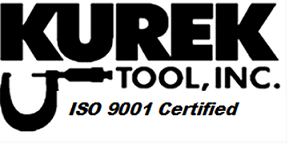 KUREK
TOOL, INC.
ISO 9001 Certified